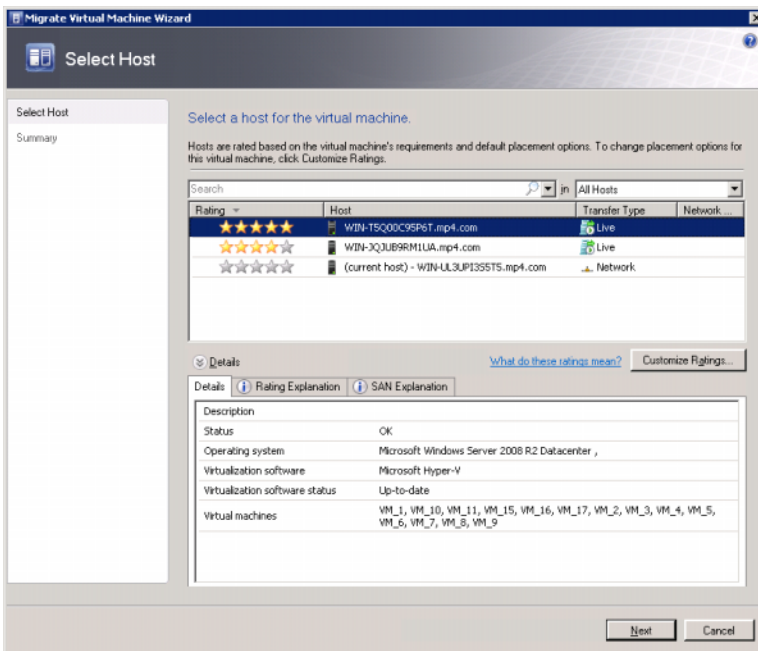 Migrate Virtual Machine Wizard
Select Host
Select Host
Summary
Select a host for the virtual machine.
Hosts are rated based on the virtual machine's requirements and default placement options. To change placement options for
this virtual machine, click Customize Ratings.
Search in All Hosts
Rating Host Transfer Type Network ...
WIN-T5Q00C95P6T.mp4.com Live
WIN-JQJUB9RM1UA.mp4.com Live
(current host) - WIN-UL3UPI3S5T5.mp4.com Network
Details What do these ratings mean? Customize Ratings...
Details Rating Explanation SAN Explanation
Description
Status OK
Operating system Microsoft Windows Server 2008 R2 Datacenter ,
Virtualization software Microsoft Hyper-V
Virtualization software status Up-to-date
Virtual machines VM_1, VM_10, VM_11, VM_15, VM_16, VM_17, VM_2, VM_3, VM_4, VM_5,
VM_6, VM_7, VM_8, VM_9
Next Cancel